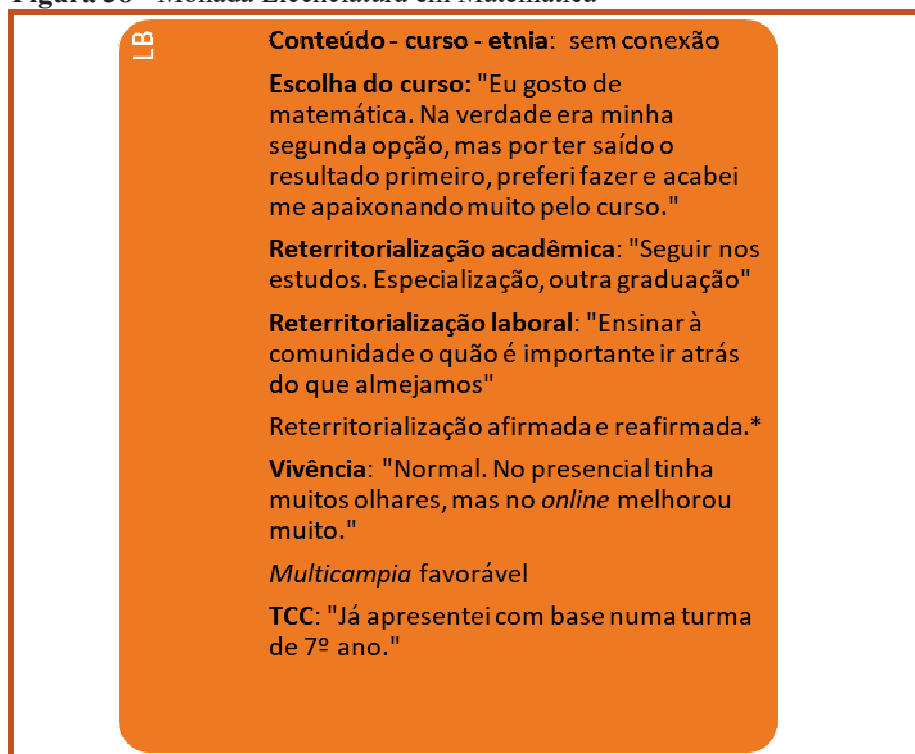 Figura 38 - Mônada Licenciatura em Matemática
LB
Conteúdo - curso - etnia: sem conexão
Escolha do curso: "Eu gosto de
matemática. Na verdade era minha
segunda opção, mas por ter saído o
resultado primeiro, preferi fazer e acabei
me apaixonando muito pelo curso."
Reterritorialização acadêmica: "Seguir nos
estudos. Especialização, outra graduação"
Reterritorialização laboral: "Ensinar à
comunidade o quão é importante ir atrás
do que almejamos"
Reterritorialização afirmada e reafirmada.*
Vivência: "Normal. No presencial tinha
muitos olhares, mas no online melhorou
muito."
Multicampia favorável
TCC: "Já apresentei com base numa turma
de 7º ano."